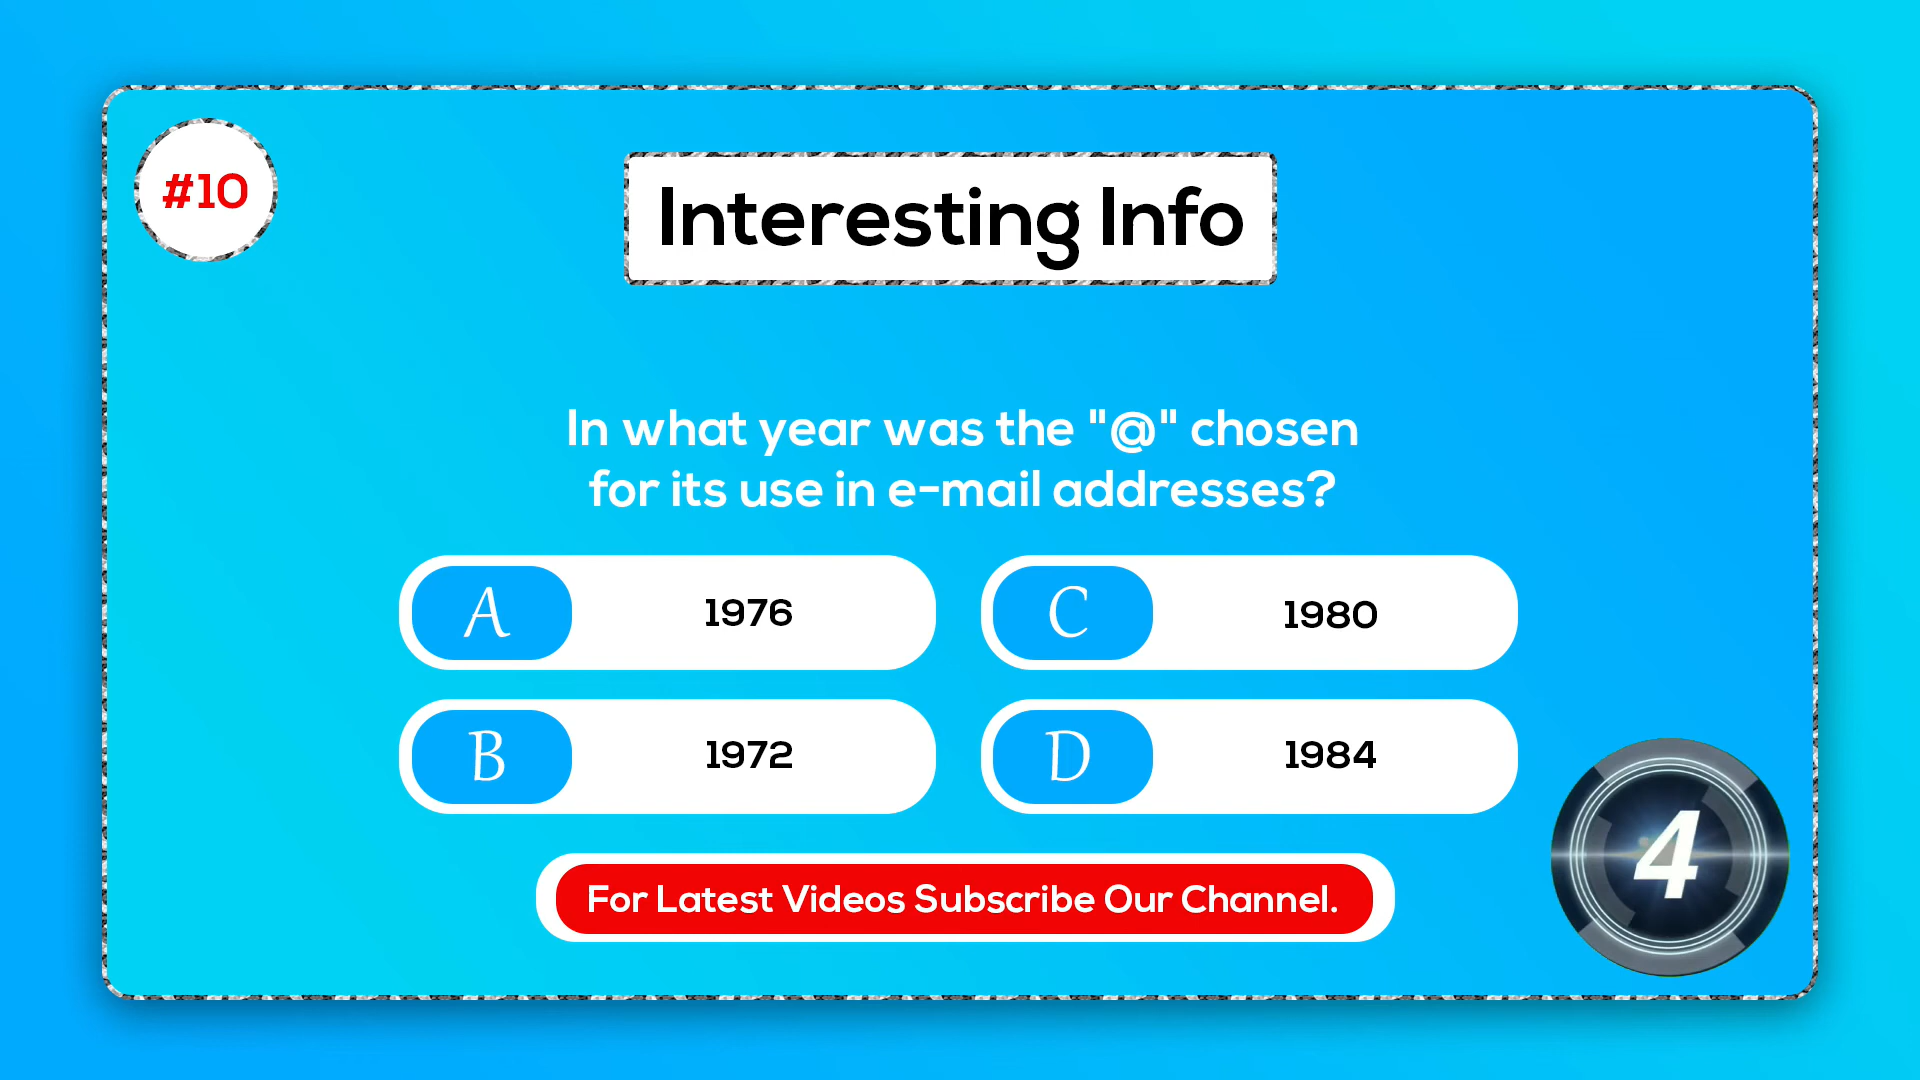 #10
Interesting Info
In what year was the "@" chosen
for its use in e-mail addresses?
A 1976
C 1980
B 1972
D 1984
4
For Latest Videos Subscribe Our Channel.